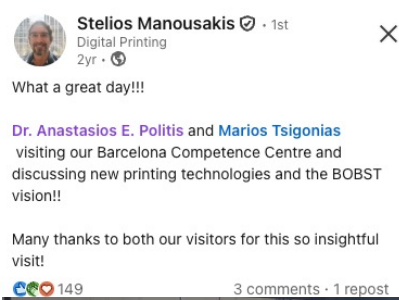 Stelios Manousakis · 1st
Digital Printing
2yr ·
What a great day!!!
Dr. Anastasios E. Politis and Marios Tsigonias
visiting our Barcelona Competence Centre and
discussing new printing technologies and the BOBST
vision!!
Many thanks to both our visitors for this so insightful
visit!
149
3 comments · 1 repost